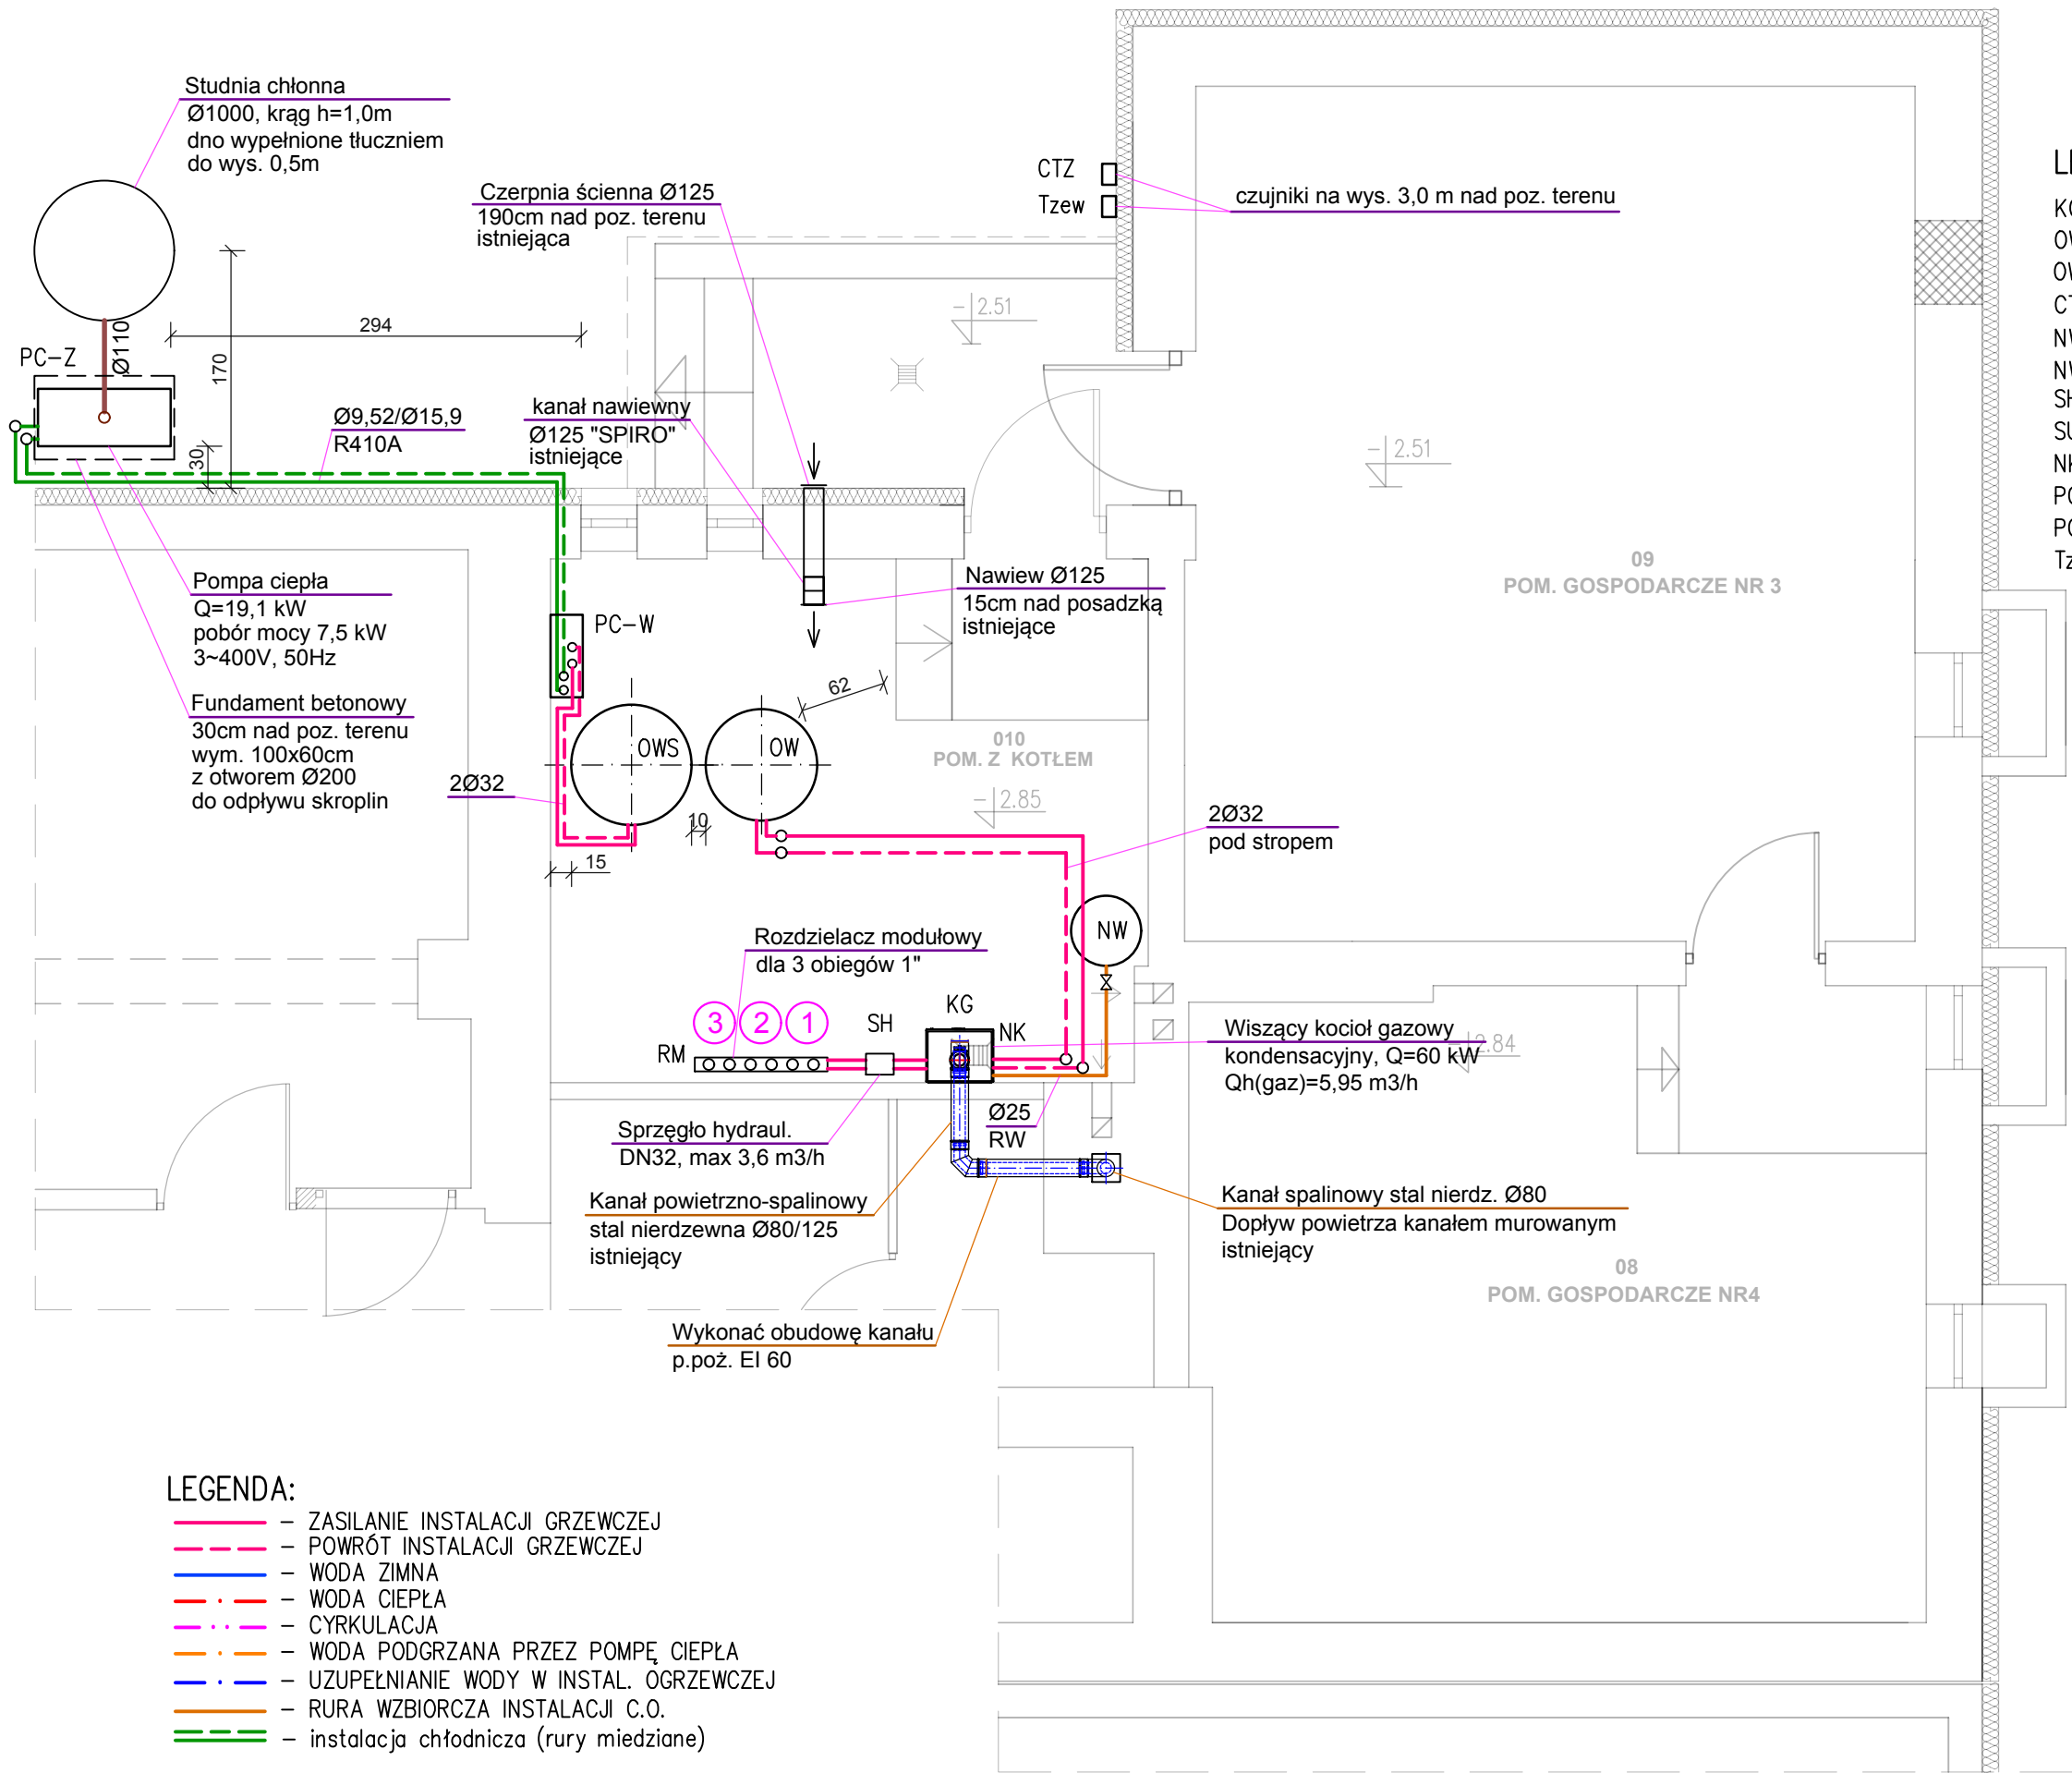 Studnia chłonna
Ø1000, krąg h=1,0m
dno wypełnione tłuczniem
do wys. 0,5m
Czerpnia ścienna Ø125
190cm nad poz. terenu
istniejąca
CTZ
Tzew
czujniki na wys. 3,0 m nad poz. terenu
294
170
30
PC-Z
Ø110
Ø9,52/Ø15,9
R410A
kanał nawiewny
Ø125 "SPIRO"
istniejące
- 2.51
- 2.51
Pompa ciepła
Q=19,1 kW
pobór mocy 7,5 kW
3~400V, 50Hz
Fundament betonowy
30cm nad poz. terenu
wym. 100x60cm
z otworem Ø200
do odpływu skroplin
PC-W
Nawiew Ø125
15cm nad posadzką
istniejące
09
POM. GOSPODARCZE NR 3
62
OWS
OW
010
POM. Z KOTŁEM
- 2.85
2Ø32
10
15
2Ø32
pod stropem
NW
Rozdzielacz modułowy
dla 3 obiegów 1"
3
2
1
SH
KG
NK
RM
Wiszący kocioł gazowy
kondensacyjny, Q=60 kW
Qh(gaz)=5,95 m3/h
2.84
Sprzęgło hydraul.
DN32, max 3,6 m3/h
Ø25
RW
Kanał powietrzno-spalinowy
stal nierdzewna Ø80/125
istniejący
Kanał spalinowy stal nierdz. Ø80
Dopływ powietrza kanałem murowanym
istniejący
08
POM. GOSPODARCZE NR4
Wykonać obudowę kanału
p.poż. EI 60
LEGENDA:
- ZASILANIE INSTALACJI GRZEWCZEJ
- POWRÓT INSTALACJI GRZEWCZEJ
- WODA ZIMNA
- WODA CIEPŁA
- CYRKULACJA
- WODA PODGRZANA PRZEZ POMPĘ CIEPŁA
- UZUPEŁNIANIE WODY W INSTAL. OGRZEWCZEJ
- RURA WZBIORCZA INSTALACJI C.O.
- instalacja chłodnicza (rury miedziane)